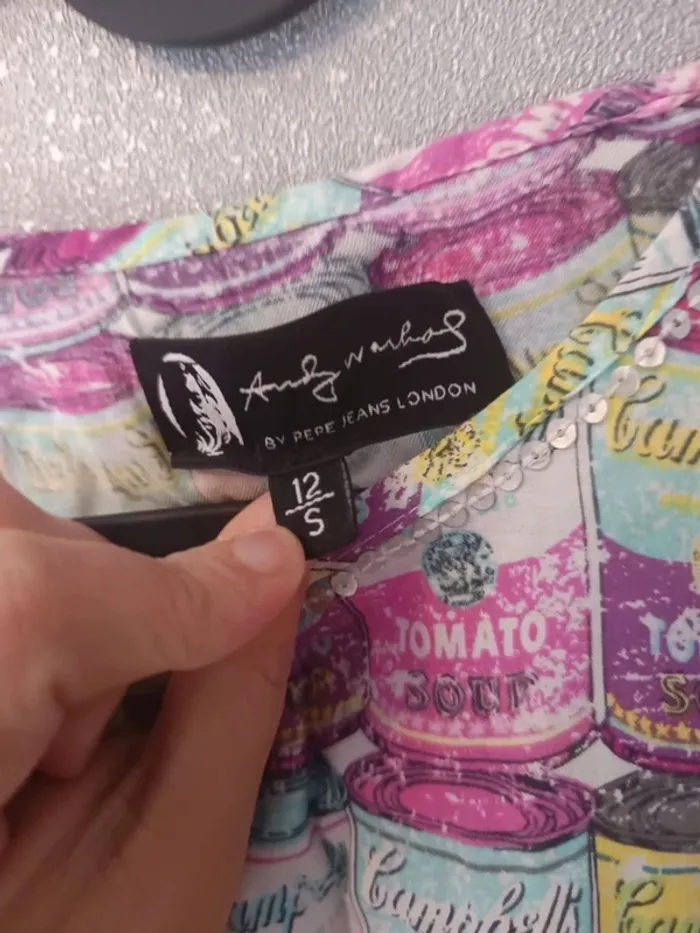 Andy Warhol
BY PEPE JEANS LONDON
12
S
TOMATO
SOUP
Campbell's